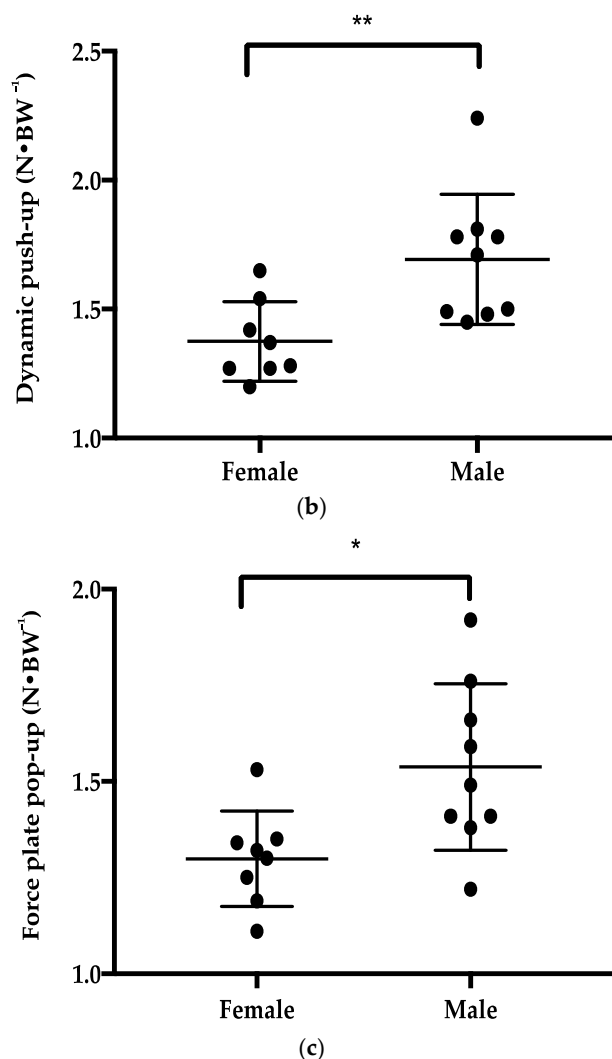 **
2.5
2.0
1.5
1.0
Dynamic push-up (N•BW⁻¹)
Female Male
(b)
*
2.0
1.5
1.0
Force plate pop-up (N•BW⁻¹)
Female Male
(c)